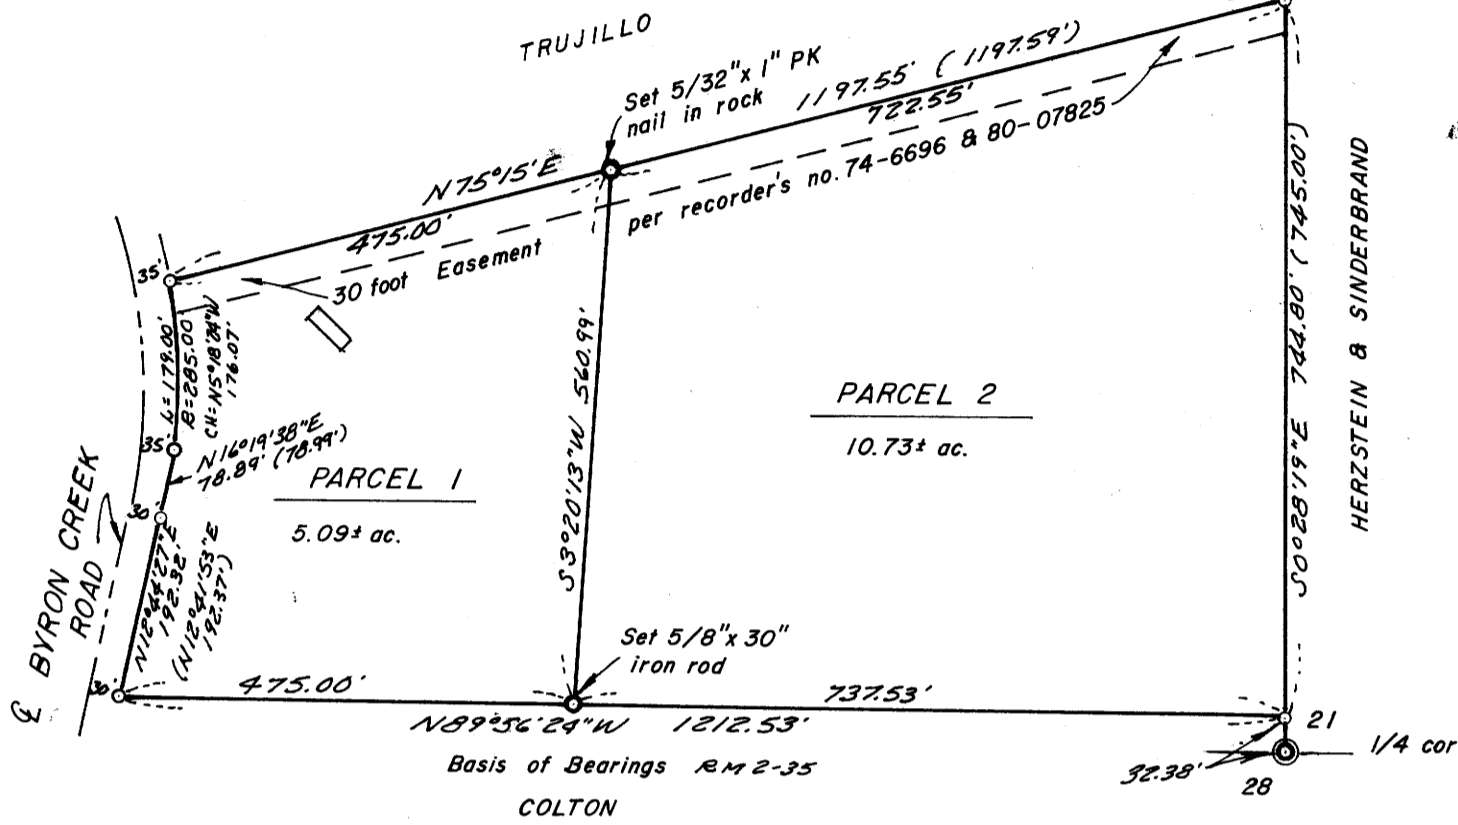 TRUJILLO
Set 5/32"x 1" PK
nail in rock
1197.55' (1197.59')
722.55'
N75°15'E
475.00'
30 foot Easement
per recorder's no. 74-6696 & 80-07825
35'
L=179.00'
R=285.00'
CH=N5°18'24"W
176.07'
35'
N16°19'38"E
78.89' (78.99')
30'
N12°44'27"E
192.32'
(N12°41'53"E
192.37')
30'
BYRON CREEK
ROAD
PARCEL 1
5.09± ac.
S3°20'13"W 560.99'
PARCEL 2
10.73± ac.
S0°28'19"E 744.80' (745.00')
HERZSTEIN & SINDERBRAND
Set 5/8"x 30"
iron rod
475.00'
737.53'
N89°56'24"W 1212.53'
Basis of Bearings RM 2-35
COLTON
21
1/4 cor
32.38'
28